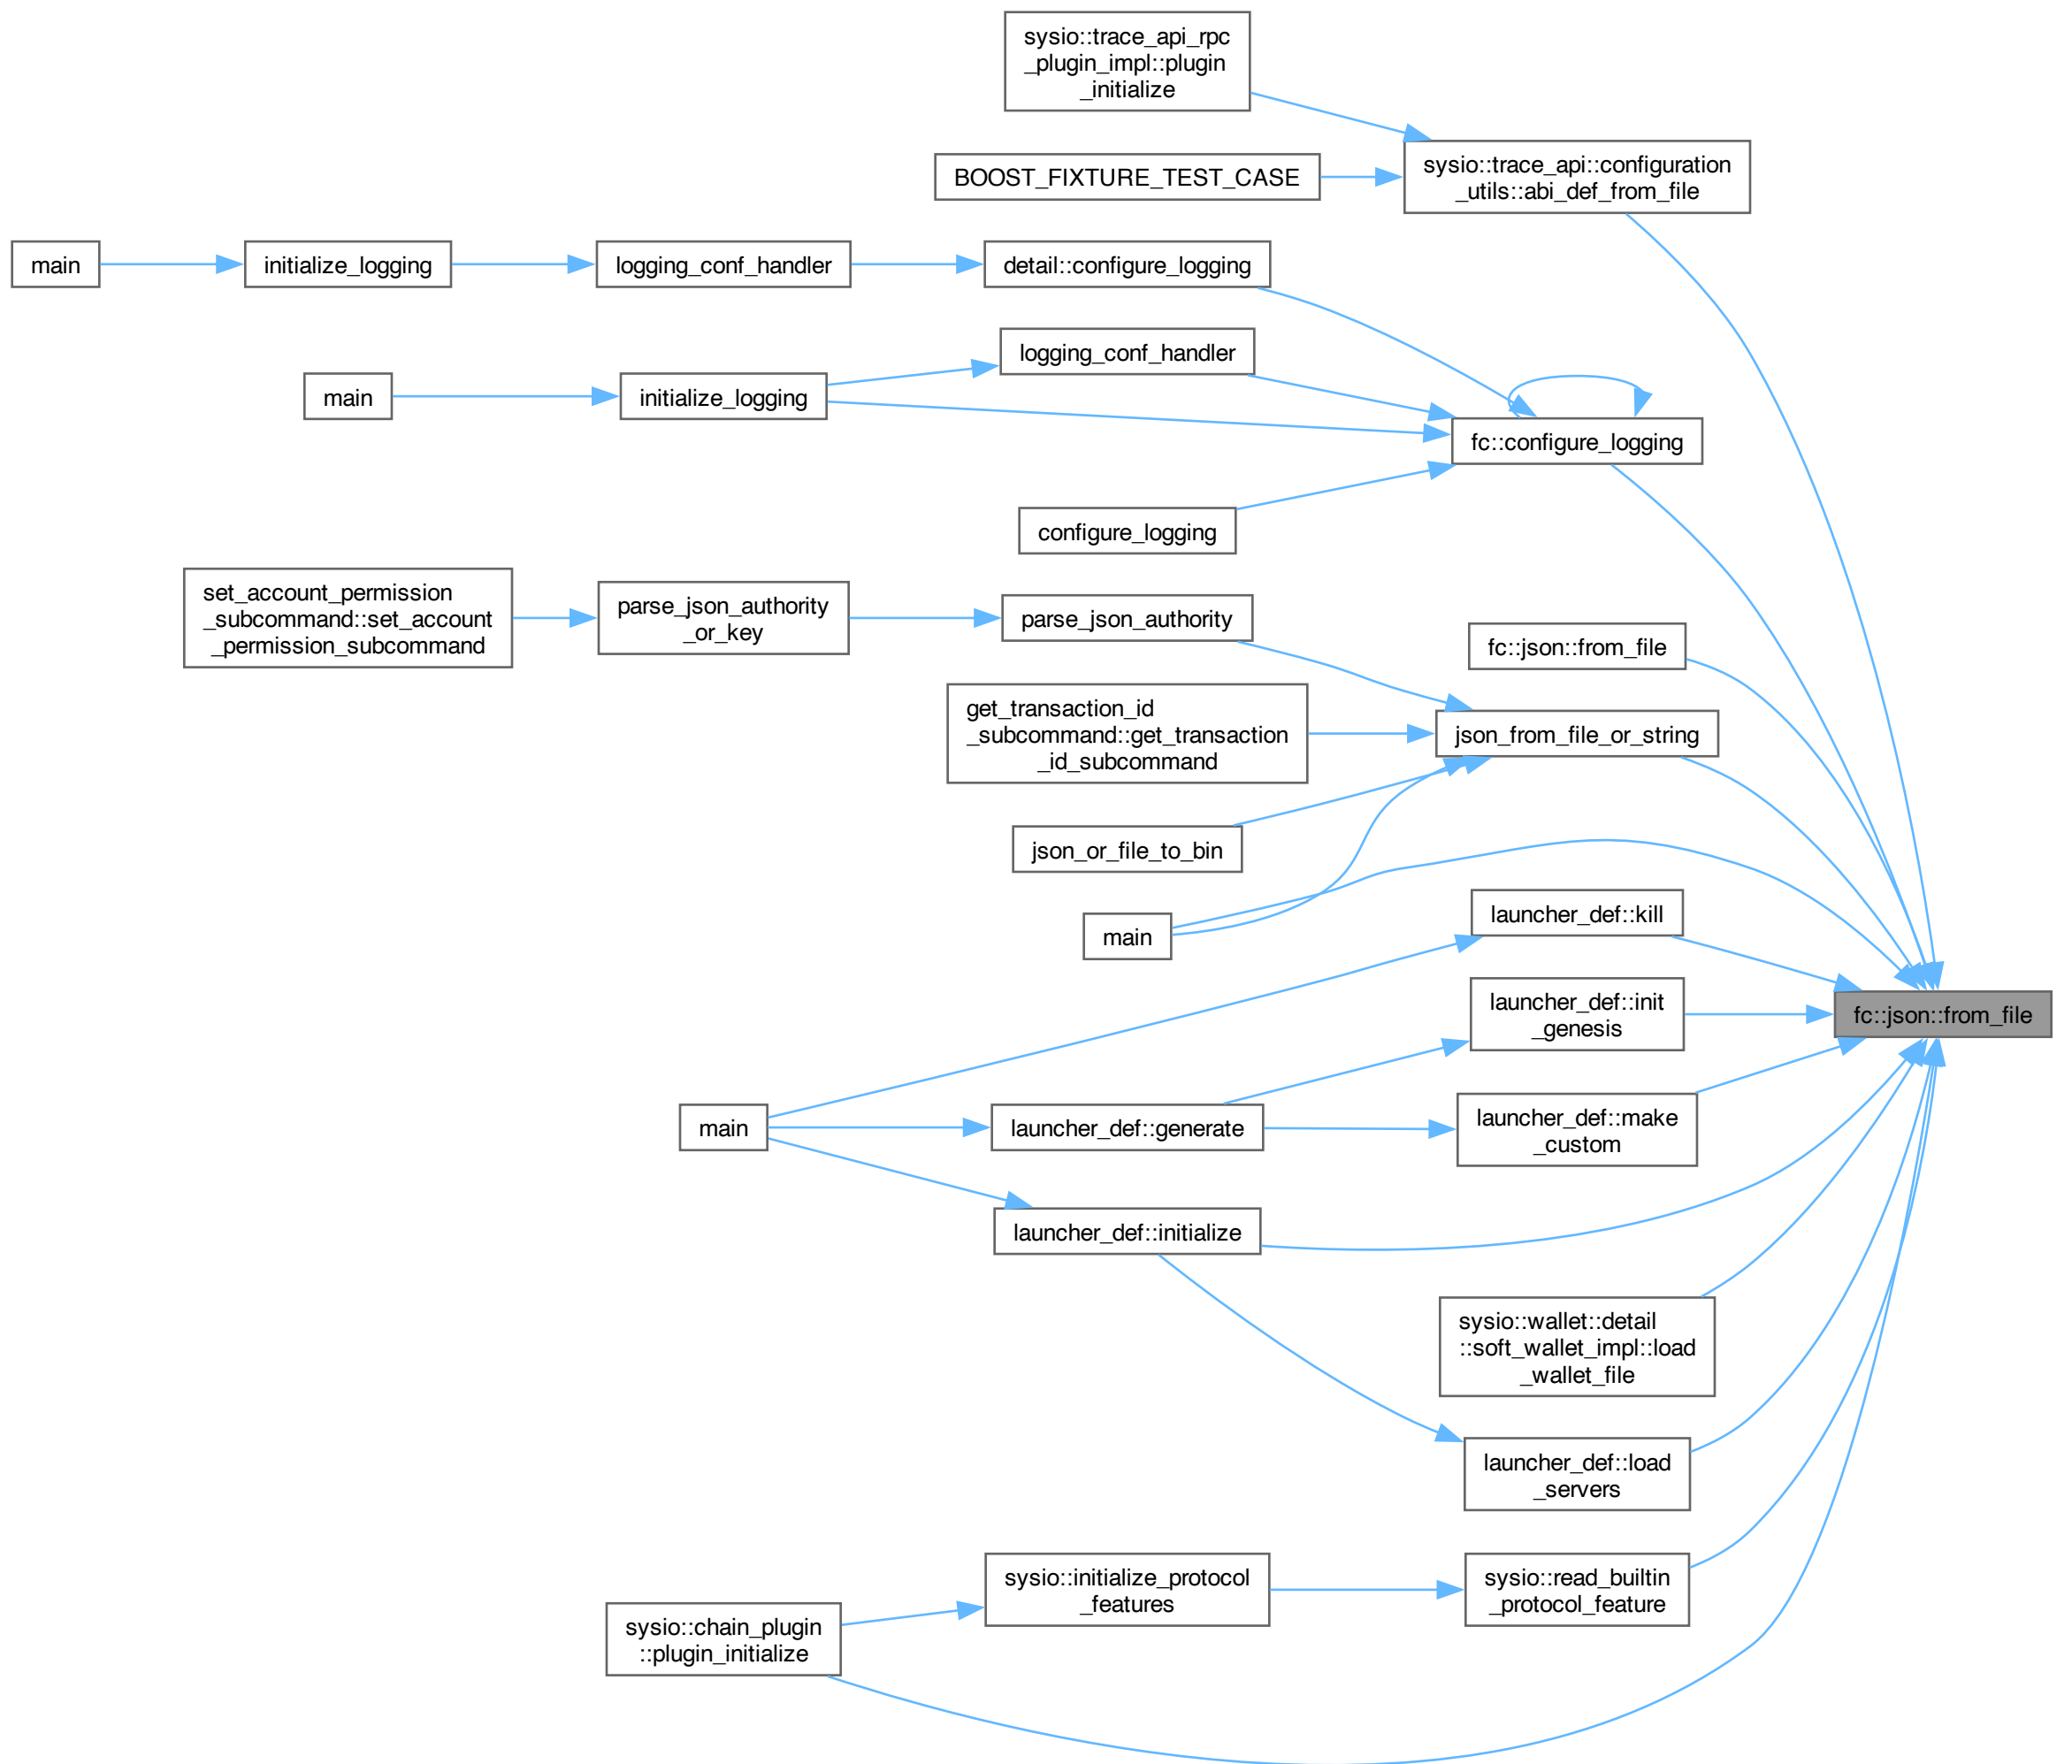 sysio::trace_api_rpc
_plugin_impl::plugin
_initialize
sysio::trace_api::configuration
_utils::abi_def_from_file
BOOST_FIXTURE_TEST_CASE
main
initialize_logging
logging_conf_handler
detail::configure_logging
logging_conf_handler
main
initialize_logging
fc::configure_logging
configure_logging
set_account_permission
_subcommand::set_account
_permission_subcommand
parse_json_authority
_or_key
parse_json_authority
fc::json::from_file
get_transaction_id
_subcommand::get_transaction
_id_subcommand
json_from_file_or_string
json_or_file_to_bin
main
launcher_def::kill
launcher_def::init
_genesis
fc::json::from_file
main
launcher_def::generate
launcher_def::make
_custom
launcher_def::initialize
sysio::wallet::detail
::soft_wallet_impl::load
_wallet_file
launcher_def::load
_servers
sysio::initialize_protocol
_features
sysio::read_builtin
_protocol_feature
sysio::chain_plugin
::plugin_initialize